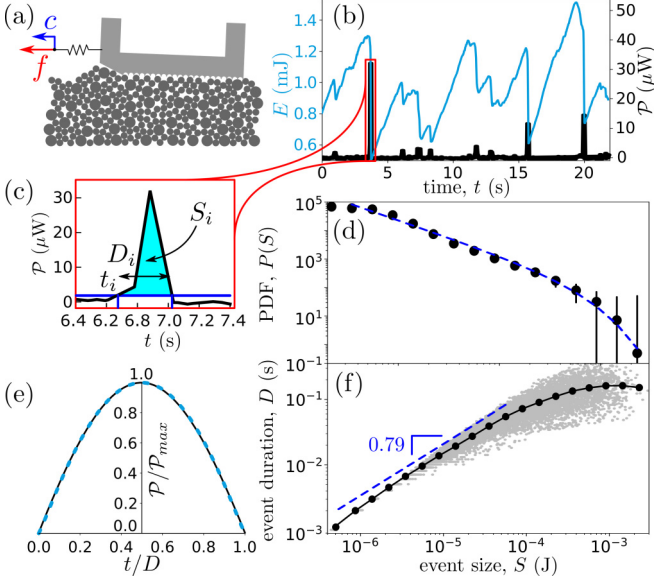 (a)
c
f
(b)
E (mJ)
1.4
1.2
1.0
0.8
0.6
𝒫 (μW)
50
40
30
20
10
0
0 5 10 15 20
time, t (s)
(c)
𝒫 (μW)
30
20
10
0
S_i
D_i
t_i
6.4 6.6 6.8 7.0 7.2 7.4
t (s)
(d)
PDF, P(S)
10^5
10^3
10^1
10^-1
(e)
1.0
0.8
0.6
0.4
0.2
0.0
𝒫/𝒫_max
0.0 0.2 0.4 0.6 0.8 1.0
t/D
(f)
event duration, D (s)
10^-1
10^-2
10^-3
0.79
10^-6 10^-5 10^-4 10^-3
event size, S (J)